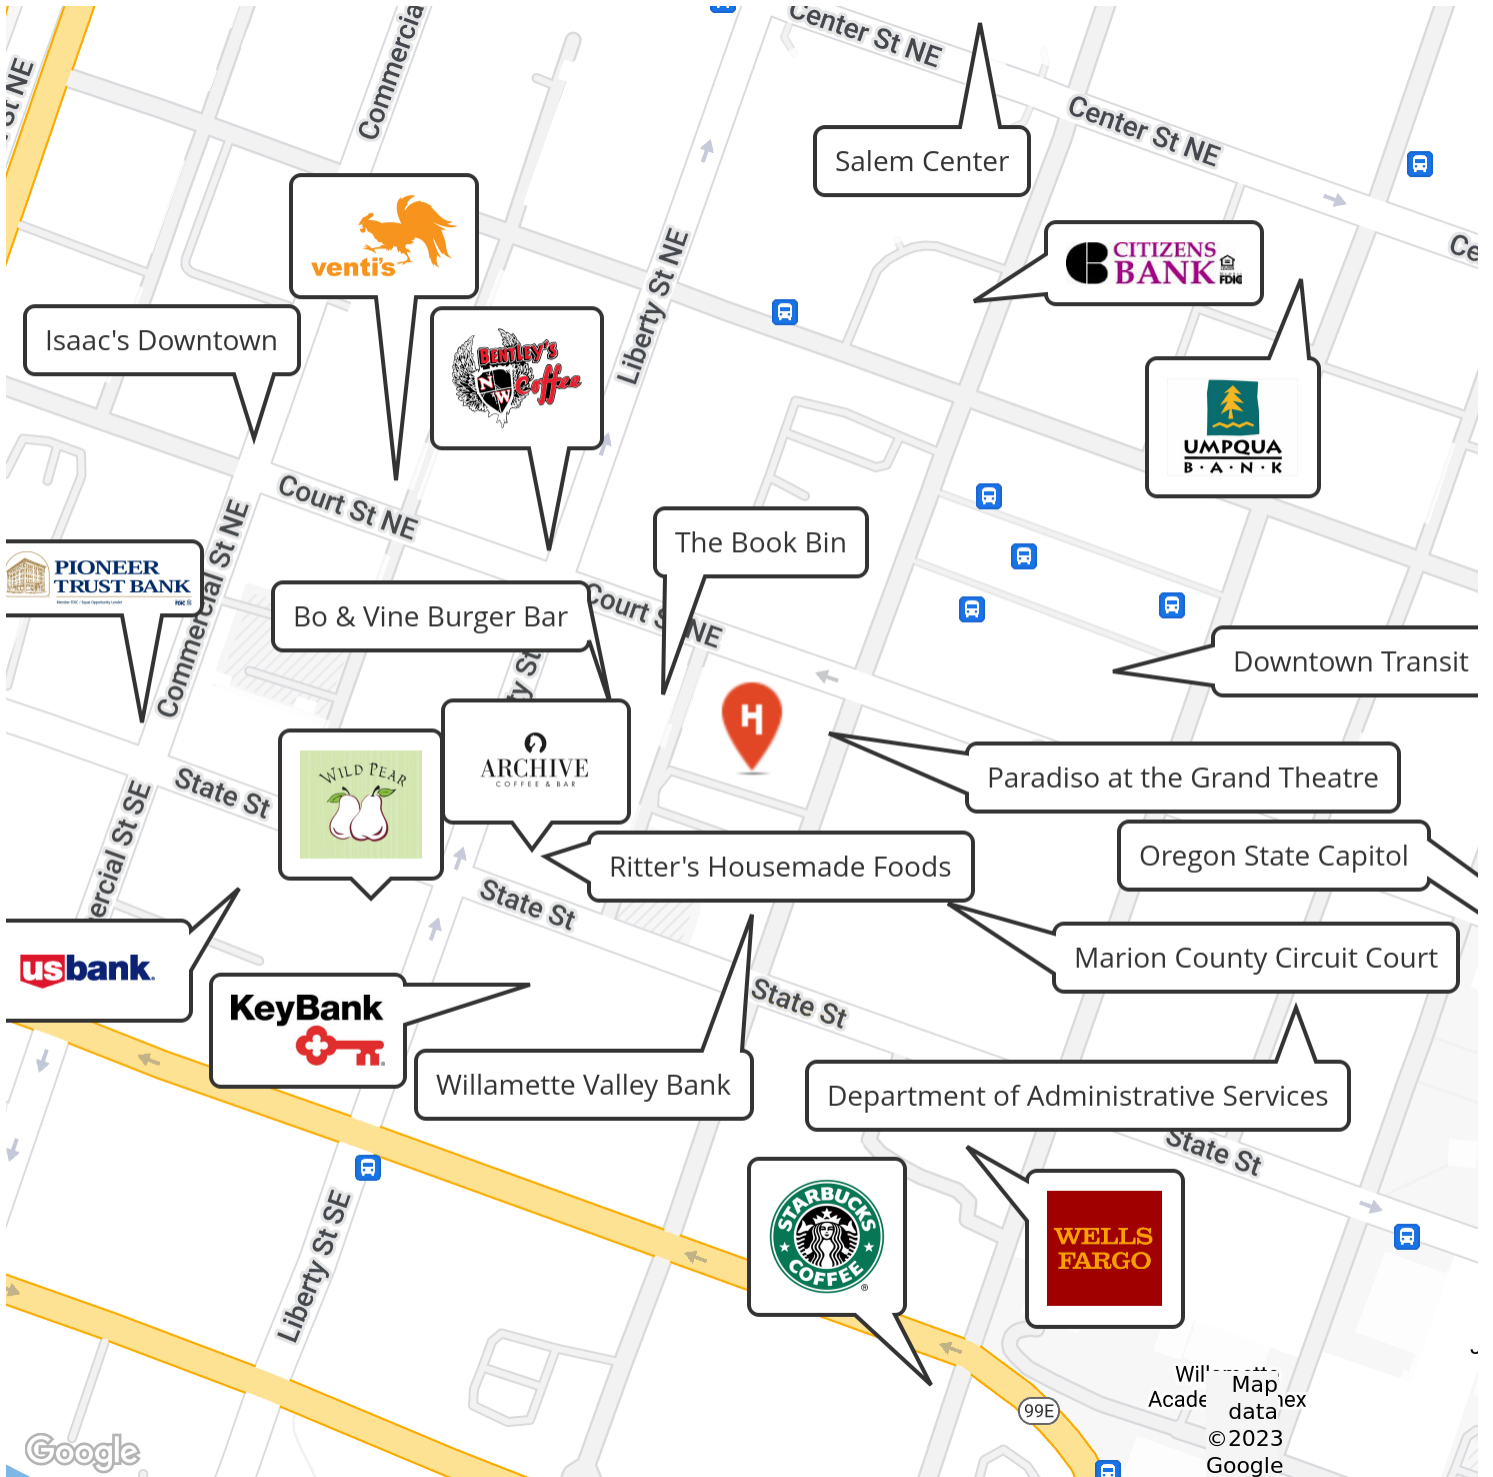 Center St NE
Commercia
St NE
Center St NE
Salem Center
CITIZENS
BANK
FDIC
venti's
Liberty St NE
Isaac's Downtown
BENTLEY'S
NW
Coffee
UMPQUA
B·A·N·K
Court St NE
The Book Bin
PIONEER
TRUST BANK
FDIC
Commercial St NE
Bo & Vine Burger Bar
Court S
NE
ty St
Downtown Transit
H
Paradiso at the Grand Theatre
WILD PEAR
ARCHIVE
COFFEE & BAR
State St
ercial St SE
Ritter's Housemade Foods
Oregon State Capitol
State St
Marion County Circuit Court
usbank.
KeyBank
State St
Willamette Valley Bank
Department of Administrative Services
State St
STARBUCKS
COFFEE
®
WELLS
FARGO
Liberty St SE
99E
Map
data
©2023
Google
Google